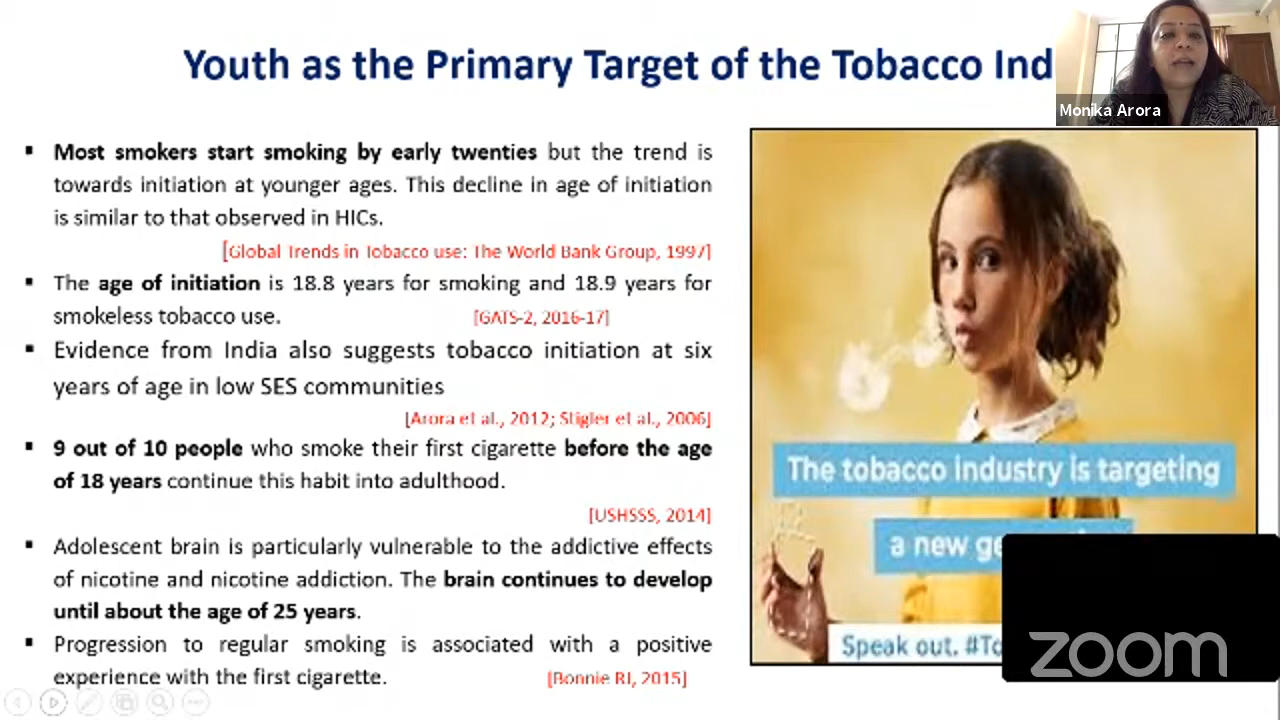 Youth as the Primary Target of the Tobacco Ind
Monika Arora
▪ Most smokers start smoking by early twenties but the trend is
towards initiation at younger ages. This decline in age of initiation
is similar to that observed in HICs.
[Global Trends in Tobacco use: The World Bank Group, 1997]
▪ The age of initiation is 18.8 years for smoking and 18.9 years for
smokeless tobacco use. [GATS-2, 2016-17]
▪ Evidence from India also suggests tobacco initiation at six
years of age in low SES communities
[Arora et al., 2012; Stigler et al., 2006]
▪ 9 out of 10 people who smoke their first cigarette before the age
of 18 years continue this habit into adulthood.
[USHSSS, 2014]
▪ Adolescent brain is particularly vulnerable to the addictive effects
of nicotine and nicotine addiction. The brain continues to develop
until about the age of 25 years.
▪ Progression to regular smoking is associated with a positive
experience with the first cigarette. [Bonnie RJ, 2015]
The tobacco industry is targeting
a new ge
Speak out. #To
zoom